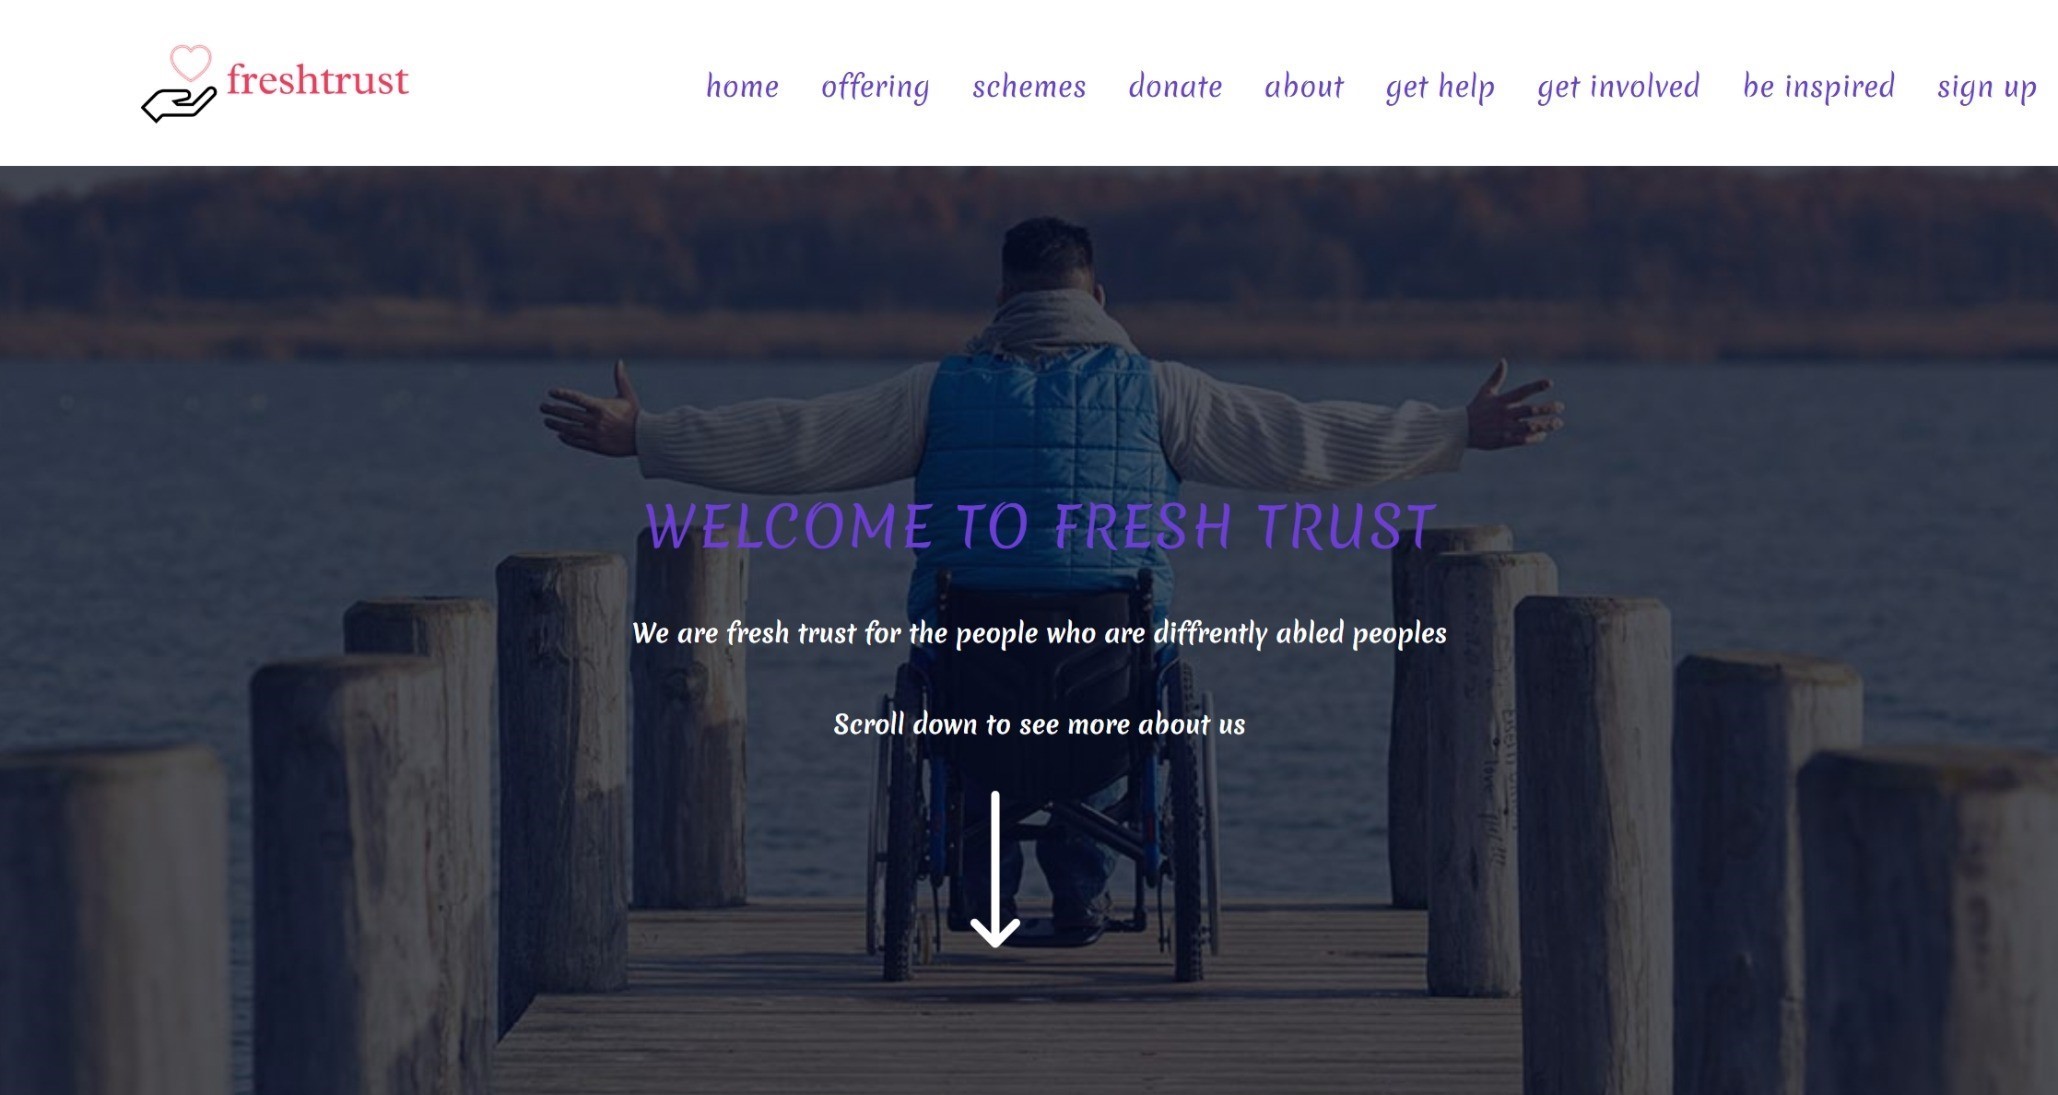 freshtrust
home offering schemes donate about get help get involved be inspired sign up
WELCOME TO FRESH TRUST
We are fresh trust for the people who are diffrently abled peoples
Scroll down to see more about us